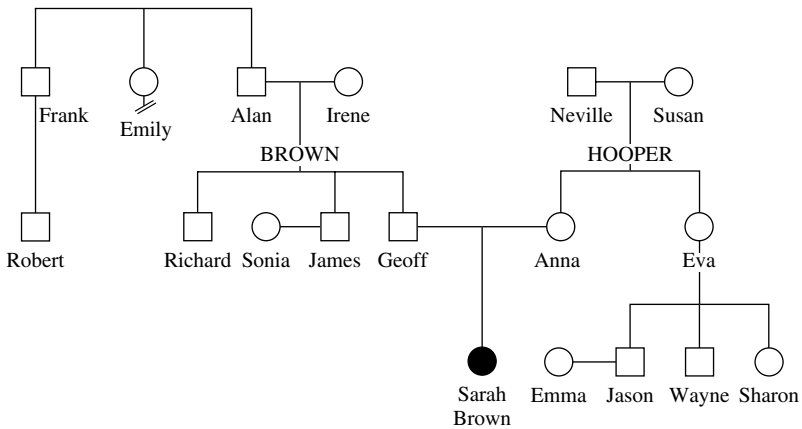 Frank
Emily
Alan
Irene
Neville
Susan
BROWN
HOOPER
Robert
Richard
Sonia
James
Geoff
Anna
Eva
Sarah
Brown
Emma
Jason
Wayne
Sharon